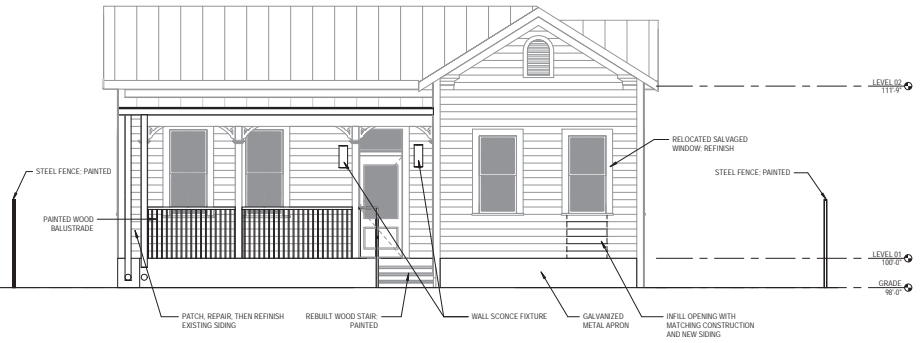 LEVEL 02
111'-9"
RELOCATED SALVAGED
WINDOW; REFINISH
STEEL FENCE; PAINTED
STEEL FENCE; PAINTED
PAINTED WOOD
BALUSTRADE
LEVEL 01
100'-0"
GRADE
98'-0"
PATCH, REPAIR, THEN REFINISH
EXISTING SIDING
REBUILT WOOD STAIR;
PAINTED
WALL SCONCE FIXTURE
GALVANIZED
METAL APRON
INFILL OPENING WITH
MATCHING CONSTRUCTION
AND NEW SIDING